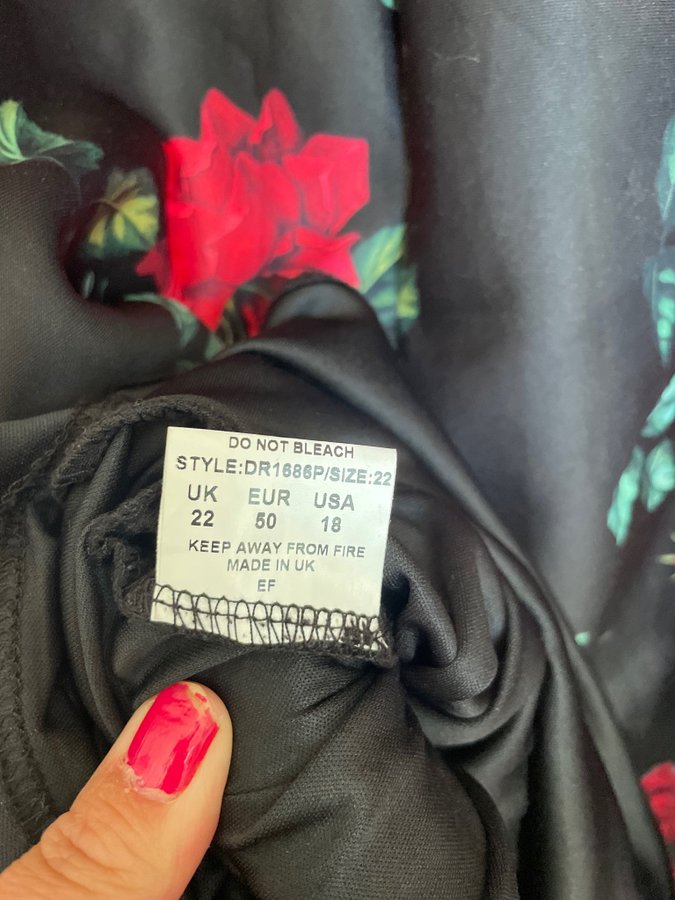 DO NOT BLEACH
STYLE:DR1686P/SIZE:22
UK EUR USA
22 50 18
KEEP AWAY FROM FIRE
MADE IN UK
EF